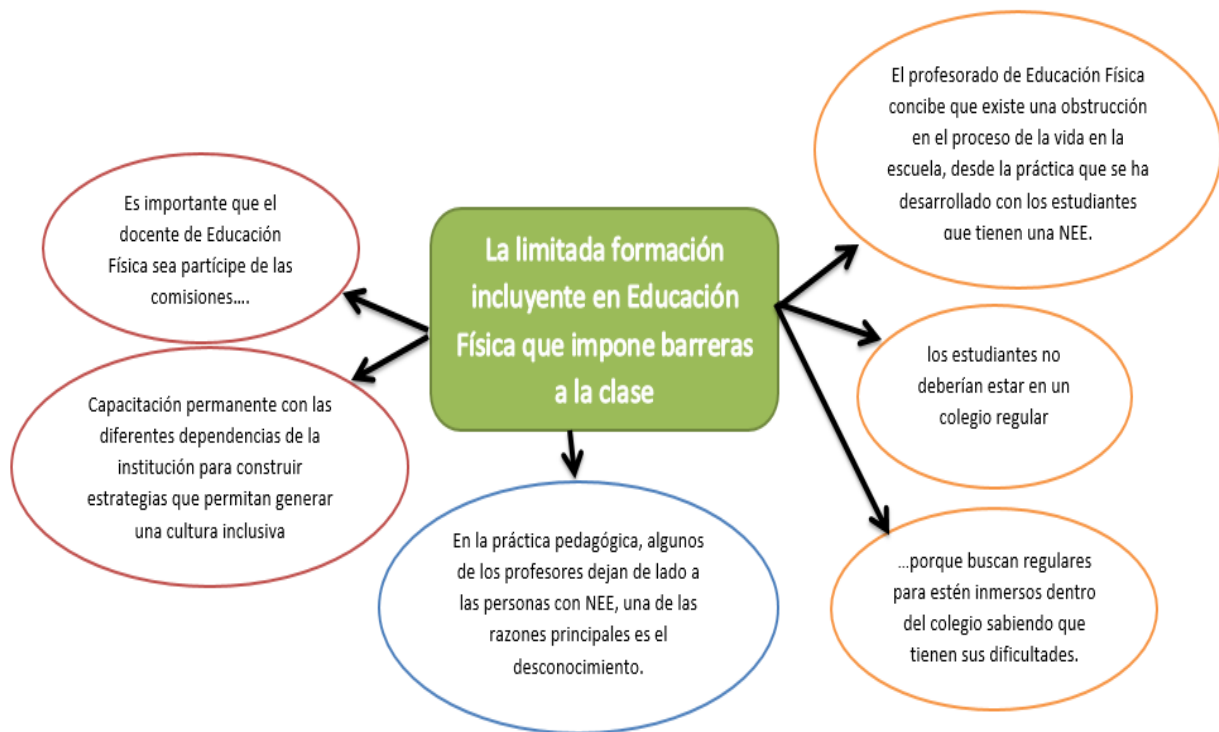 El profesorado de Educación Física
concibe que existe una obstrucción
en el proceso de la vida en la
escuela, desde la práctica que se ha
desarrollado con los estudiantes
que tienen una NEE.
Es importante que el
docente de Educación
Física sea partícipe de las
comisiones....
La limitada formación
incluyente en Educación
Física que impone barreras
a la clase
los estudiantes no
deberían estar en un
colegio regular
Capacitación permanente con las
diferentes dependencias de la
institución para construir
estrategias que permitan generar
una cultura inclusiva
En la práctica pedagógica, algunos
de los profesores dejan de lado a
las personas con NEE, una de las
razones principales es el
desconocimiento.
...porque buscan regulares
para estén inmersos dentro
del colegio sabiendo que
tienen sus dificultades.